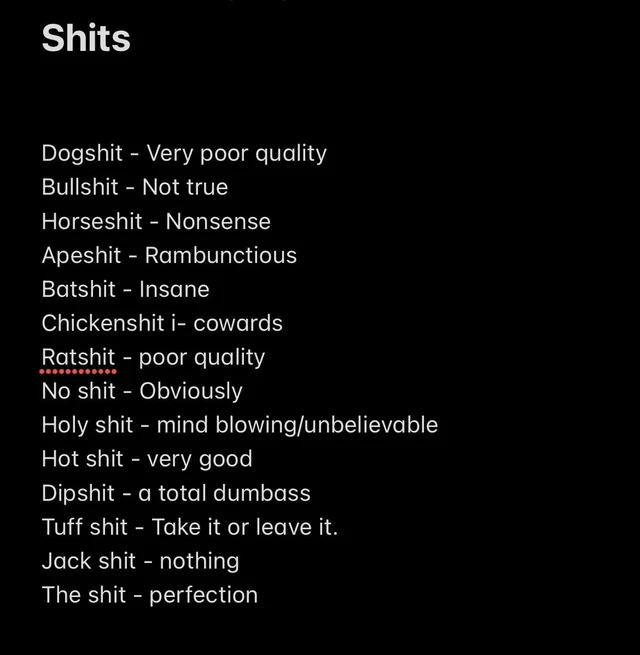 Shits
Dogshit - Very poor quality
Bullshit - Not true
Horseshit - Nonsense
Apeshit - Rambunctious
Batshit - Insane
Chickenshit i- cowards
Ratshit - poor quality
No shit - Obviously
Holy shit - mind blowing/unbelievable
Hot shit - very good
Dipshit - a total dumbass
Tuff shit - Take it or leave it.
Jack shit - nothing
The shit - perfection